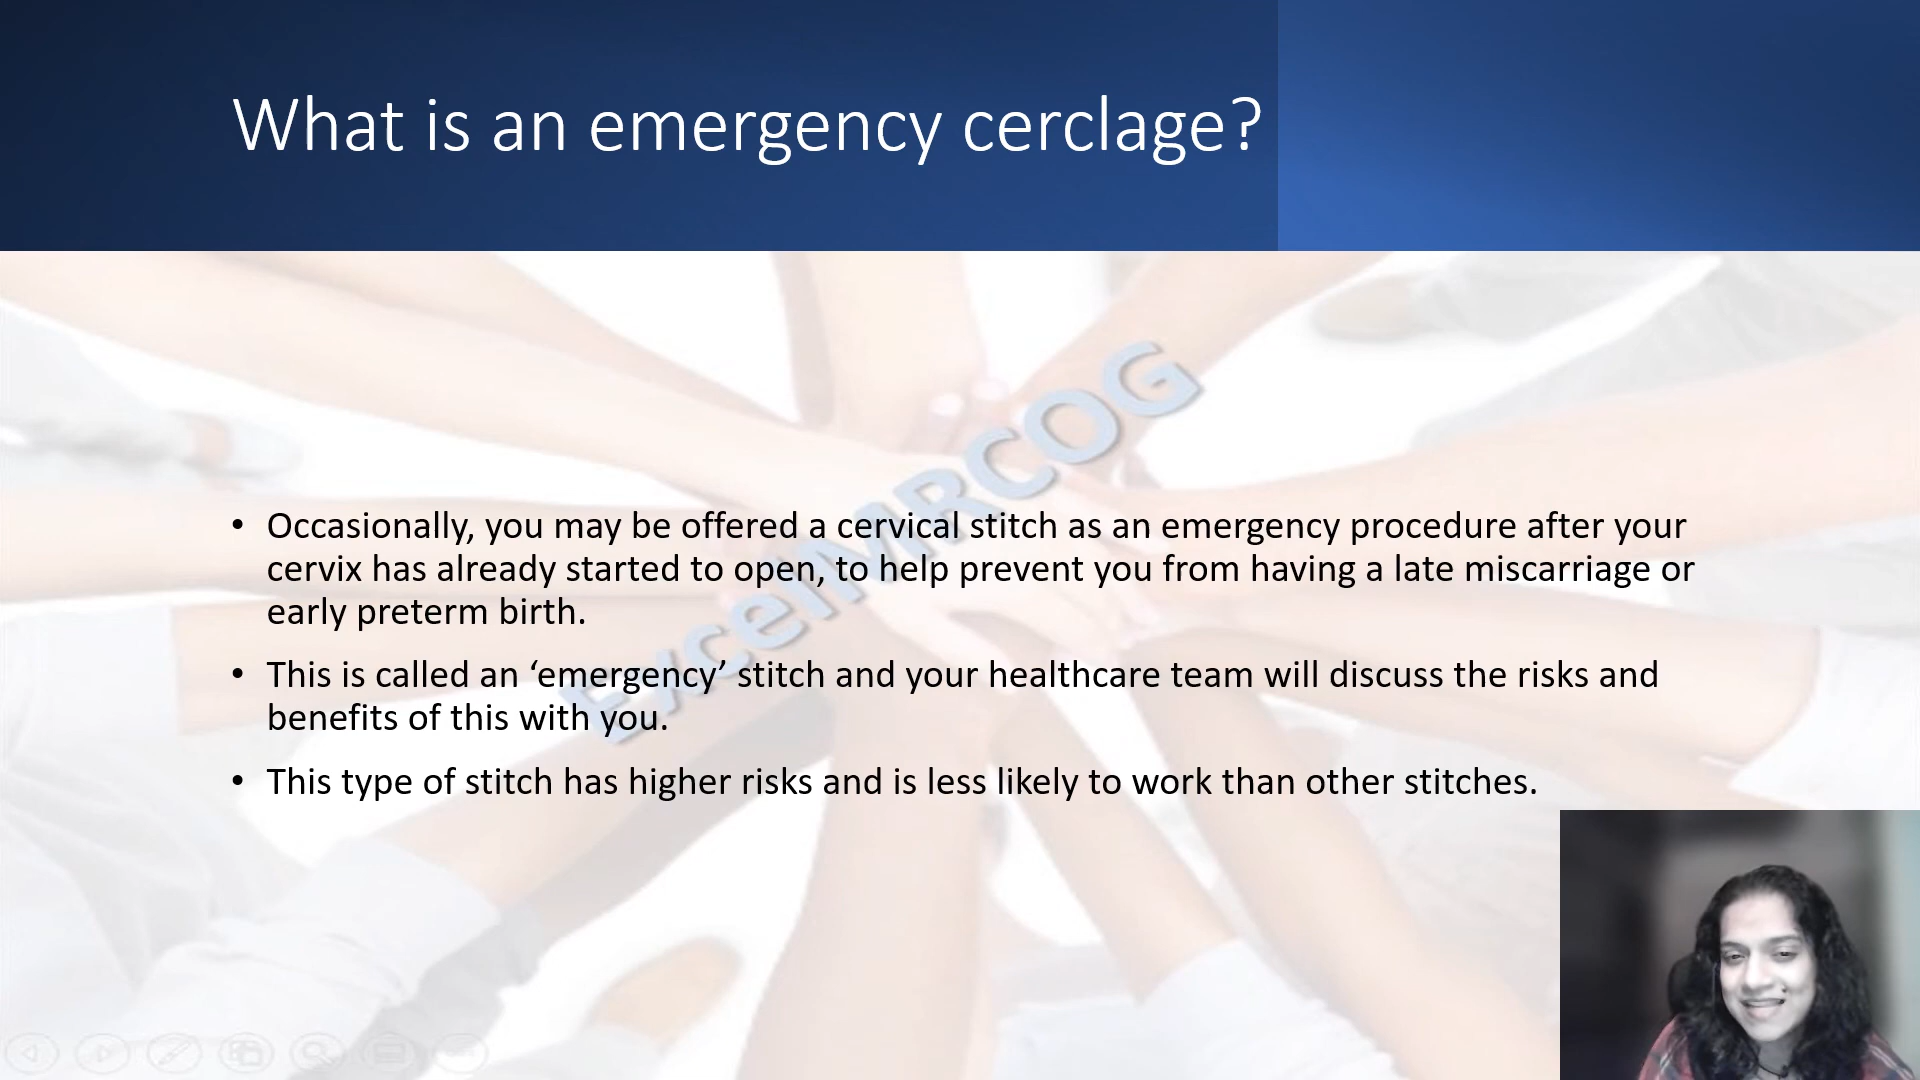 What is an emergency cerclage?
• Occasionally, you may be offered a cervical stitch as an emergency procedure after your
cervix has already started to open, to help prevent you from having a late miscarriage or
early preterm birth.
• This is called an ‘emergency’ stitch and your healthcare team will discuss the risks and
benefits of this with you.
• This type of stitch has higher risks and is less likely to work than other stitches.
ExcelMRCOG